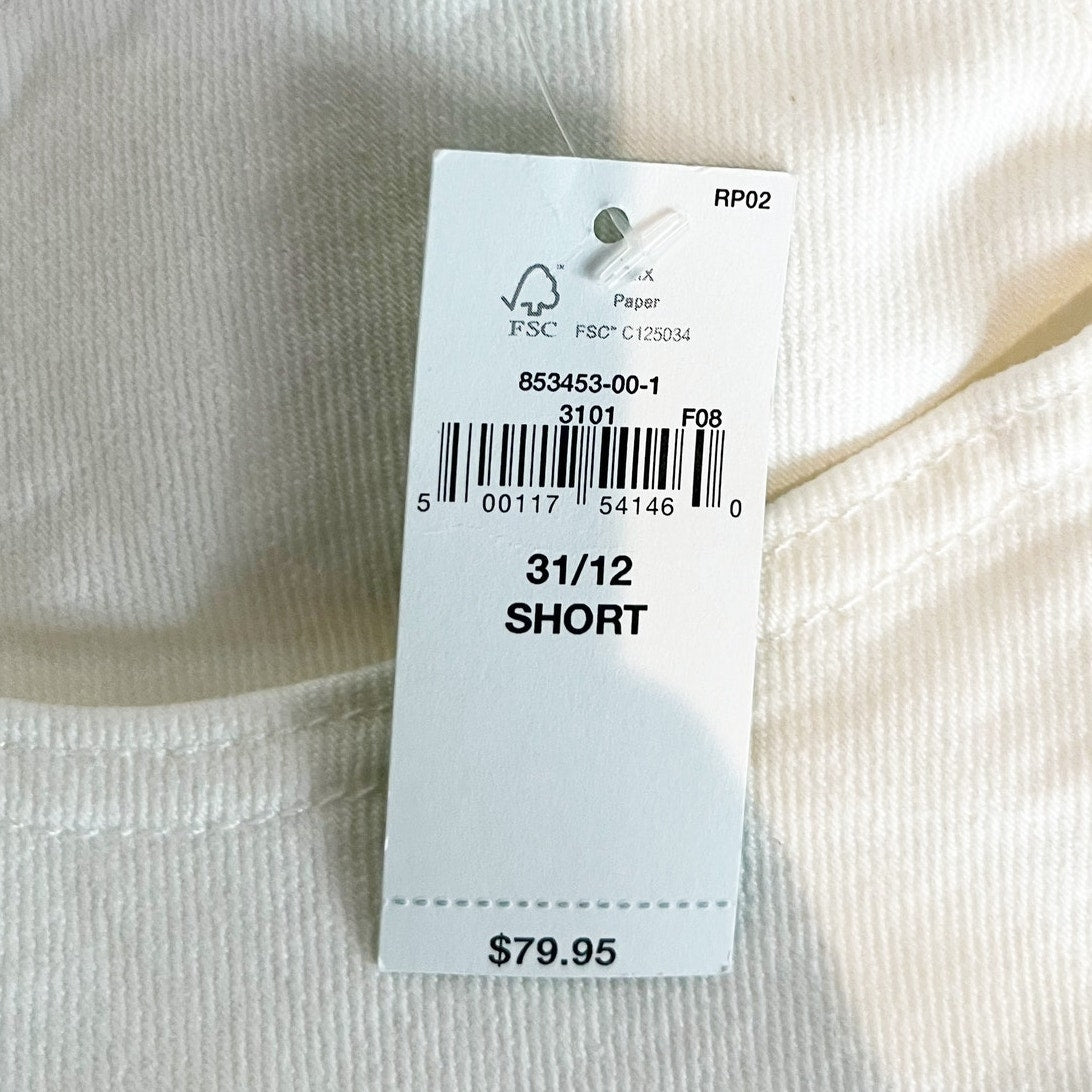 RP02
Paper
FSC™ C125034
FSC
853453-00-1
3101 F08
5 00117 54146 0
31/12
SHORT
$79.95